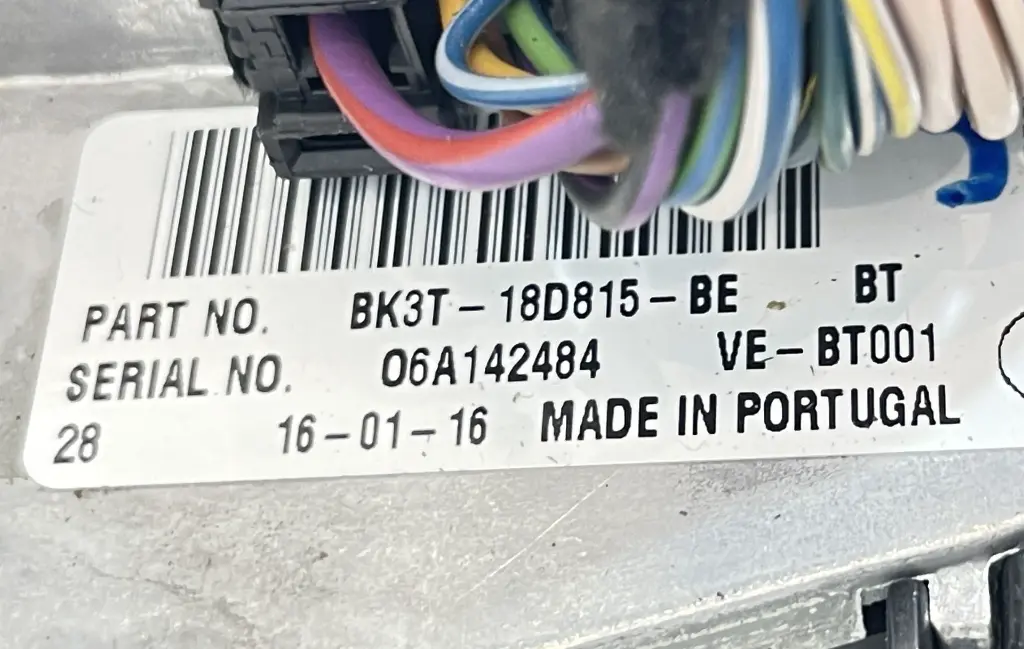 PART NO. BK3T-18D815-BE BT
SERIAL NO. 06A142484 VE-BT001
28 16-01-16 MADE IN PORTUGAL